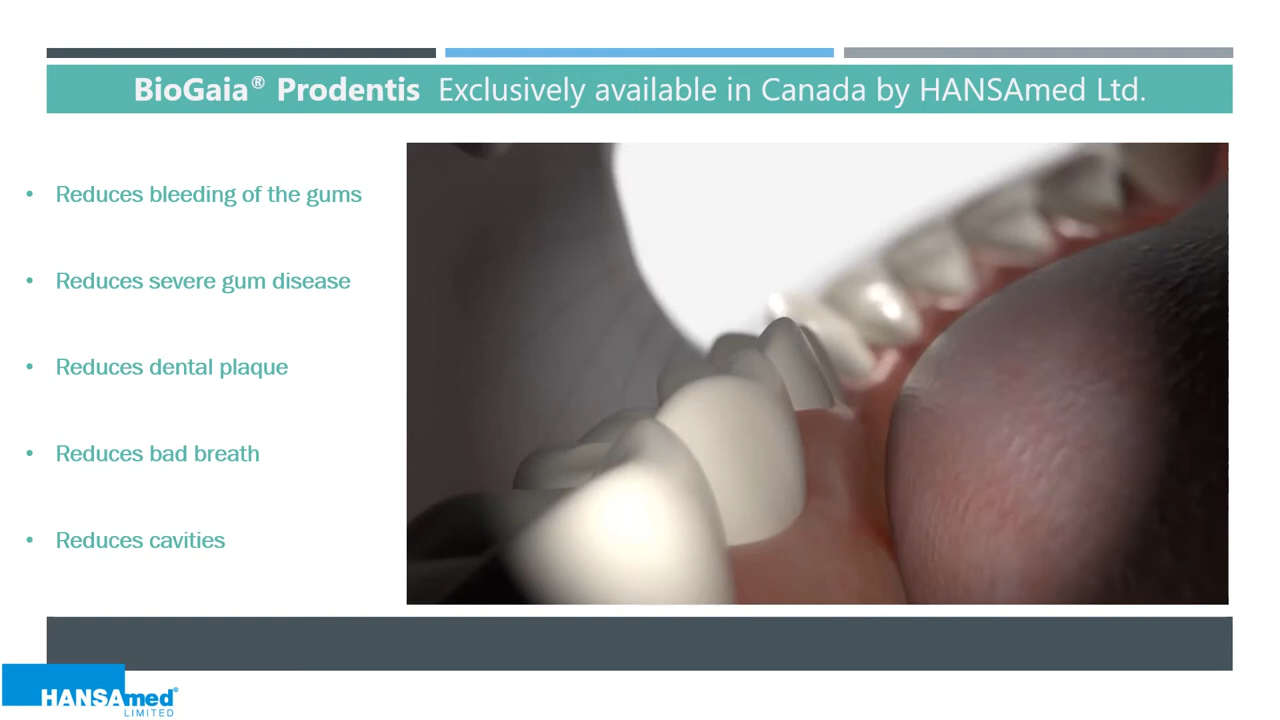 BioGaia® Prodentis Exclusively available in Canada by HANSAmed Ltd.
• Reduces bleeding of the gums
• Reduces severe gum disease
• Reduces dental plaque
• Reduces bad breath
• Reduces cavities
HANSAmed®
LIMITED